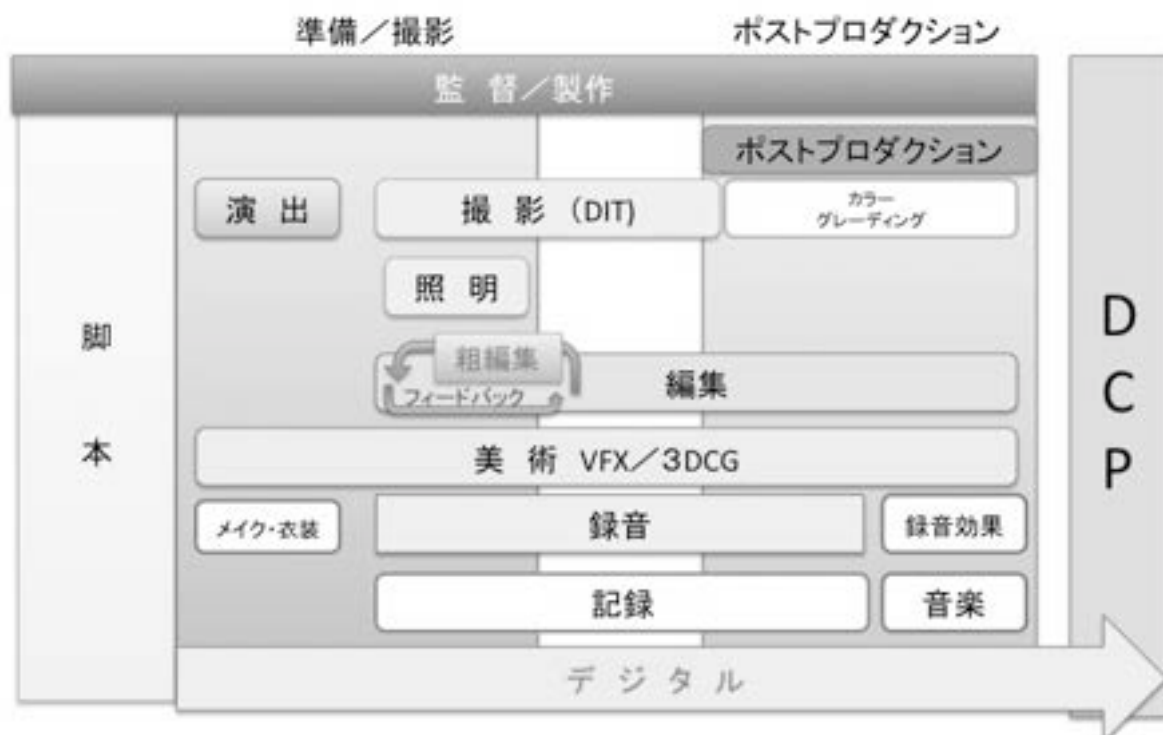 準備／撮影
ポストプロダクション
監 督／製作
ポストプロダクション
演 出
撮 影 （DIT)
カラー
グレーディング
照 明
脚
本
粗編集
フィードバック
編集
美 術 VFX／３DCG
メイク・衣装
録音
録音効果
記録
音楽
デ ジ タ ル
D
C
P